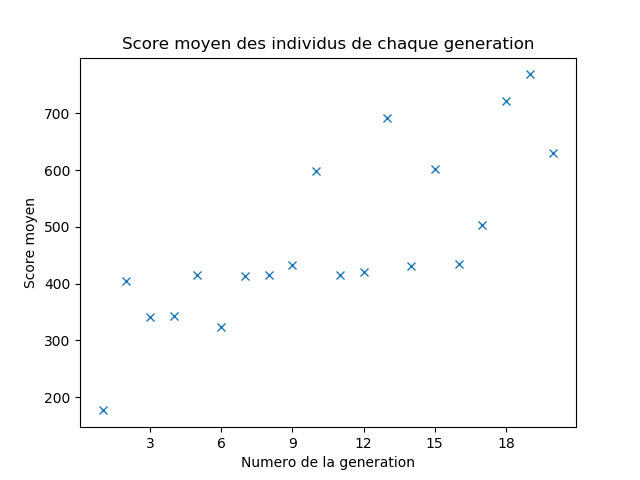 Score moyen des individus de chaque generation
Score moyen
700
600
500
400
300
200
3 6 9 12 15 18
Numero de la generation